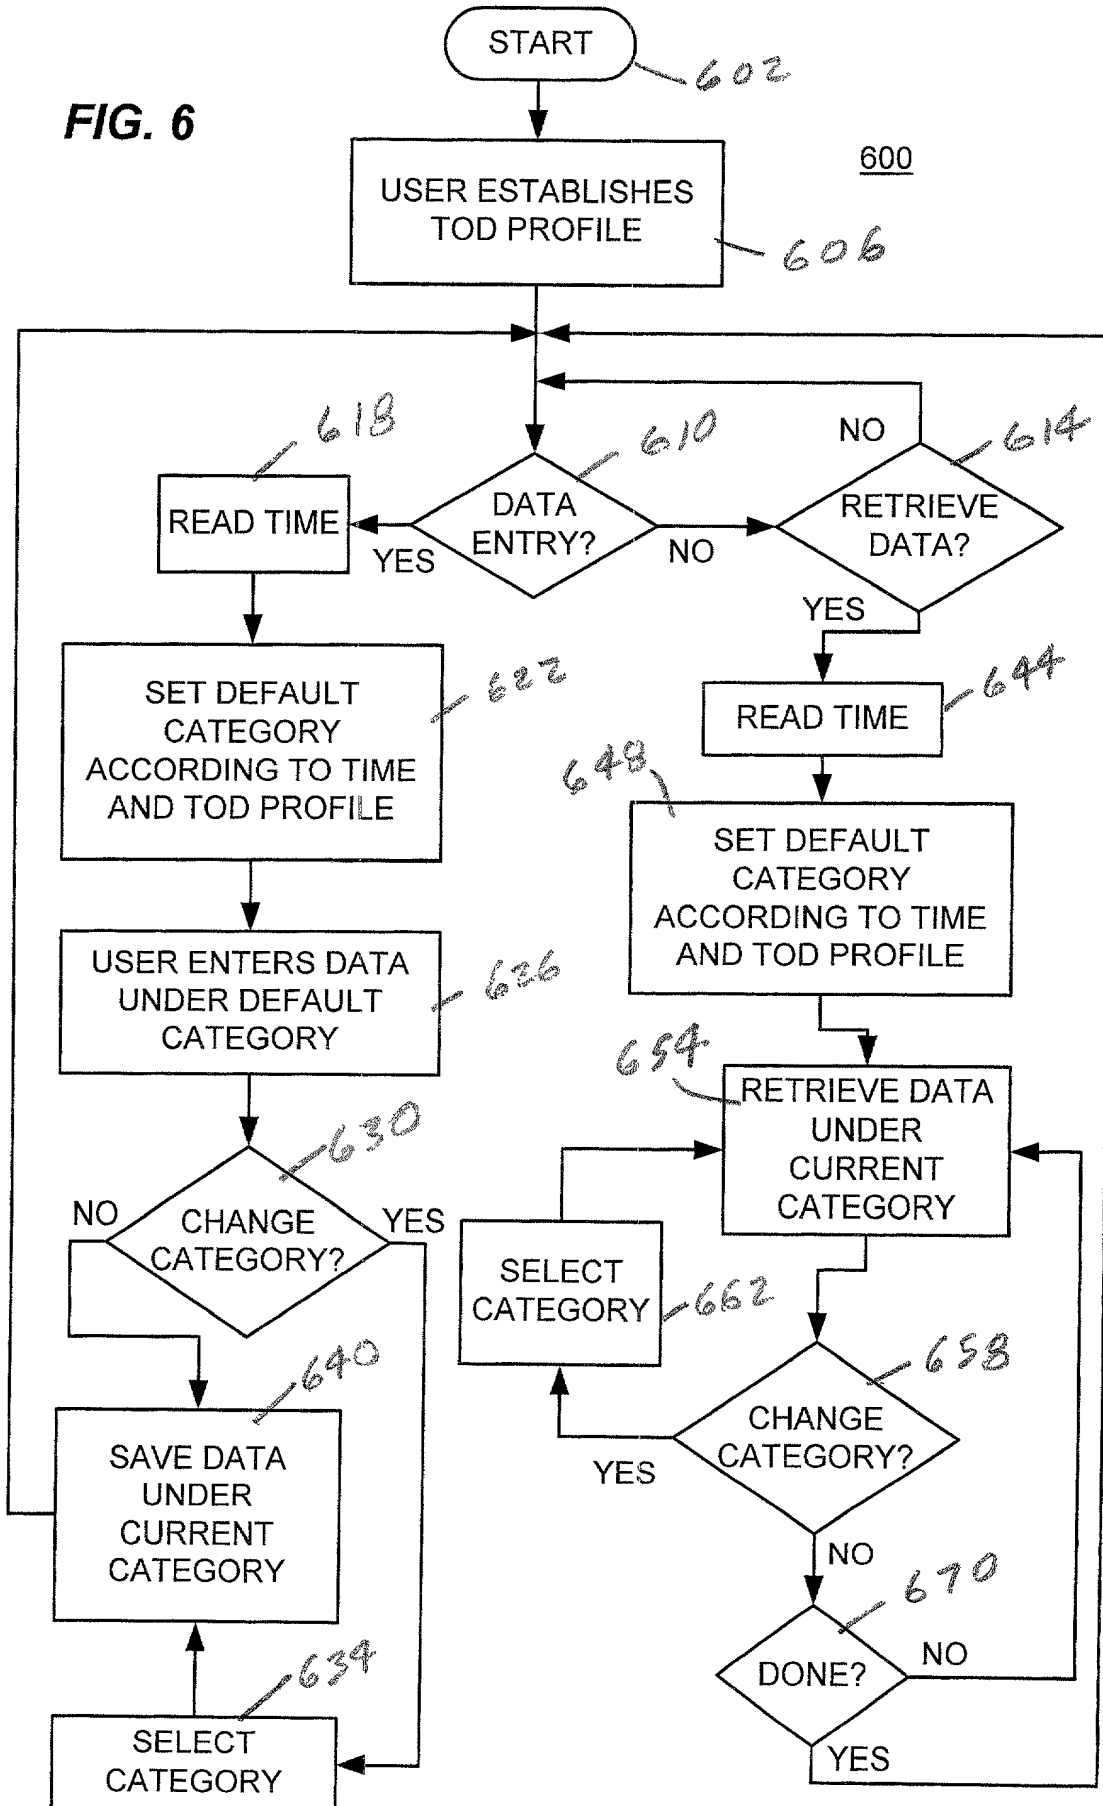 START
602
FIG. 6
600
USER ESTABLISHES
TOD PROFILE
606
618
610
NO
614
READ TIME
DATA
ENTRY?
RETRIEVE
DATA?
YES
NO
YES
SET DEFAULT
CATEGORY
ACCORDING TO TIME
AND TOD PROFILE
622
READ TIME
644
648
SET DEFAULT
CATEGORY
ACCORDING TO TIME
AND TOD PROFILE
USER ENTERS DATA
UNDER DEFAULT
CATEGORY
626
654
RETRIEVE DATA
UNDER
CURRENT
CATEGORY
630
NO
CHANGE
CATEGORY?
YES
SELECT
CATEGORY
662
640
658
SAVE DATA
UNDER
CURRENT
CATEGORY
CHANGE
CATEGORY?
YES
NO
670
634
DONE?
NO
SELECT
CATEGORY
YES